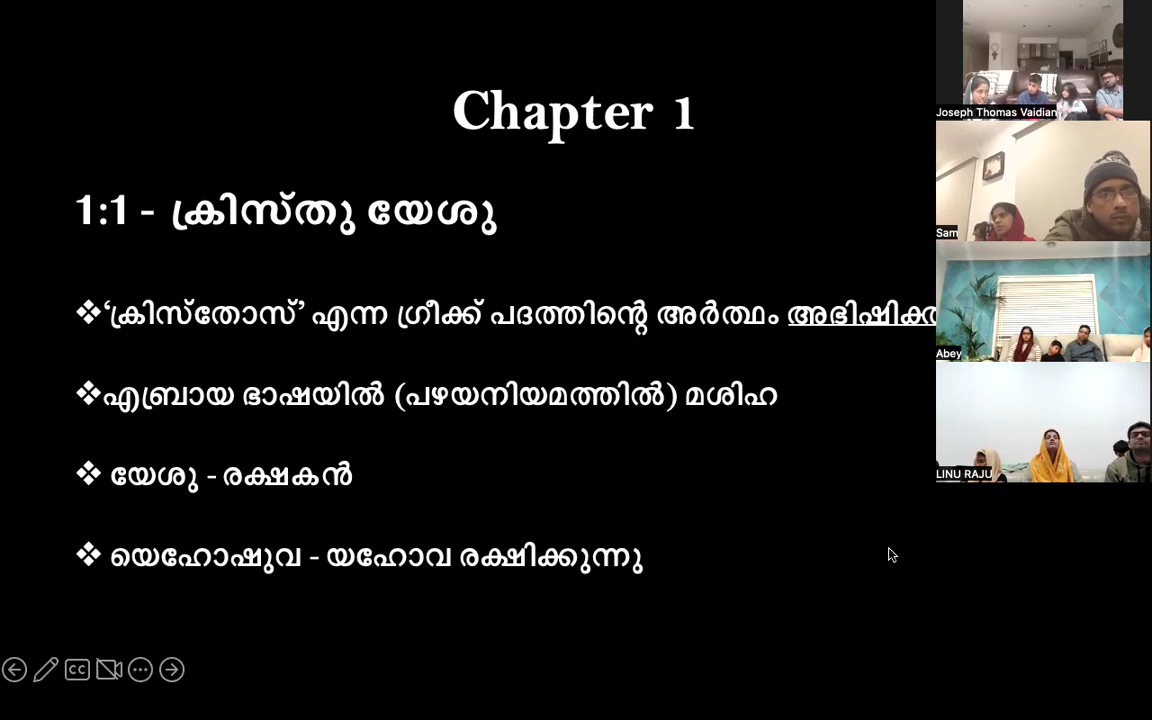 Chapter 1
1:1 - ക്രിസ്തു യേശു
❖‘ക്രിസ്തോസ്’ എന്ന ഗ്രീക്ക് പദത്തിന്റെ അർത്ഥം
❖എബ്രായ ഭാഷയിൽ (പഴയനിയമത്തിൽ) മശിഹ
❖ യേശു - രക്ഷകൻ
❖ യെഹോഷുവ - യഹോവ രക്ഷിക്കുന്നു
Joseph Thomas Vaidian
Sam
Abey
LINU RAJU
CC